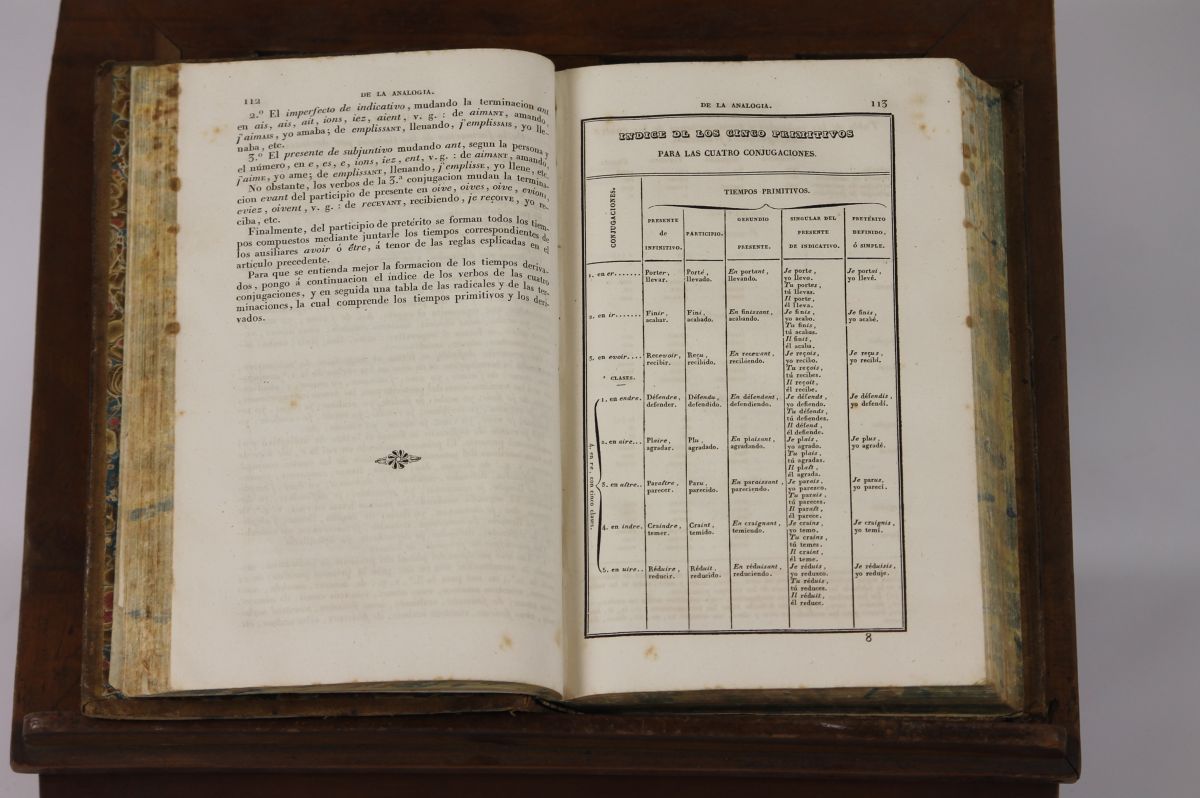 112
DE LA ANALOGIA.
2.º El imperfecto de indicativo, mudando la terminacion ant
en ais, ais, ait, ions, iez, aient, v. g. : de aimANT, amando,
j'aimAIS, yo amaba; de emplissANT, llenando, j'emplissAIS, yo lle-
naba, etc.
3.º El presente de subjuntivo mudando ant, segun la persona y
el número, en e, es, e, ions, iez, ent, v. g. : de aimANT, amando,
j'aimE, yo ame; de emplissANT, llenando, j'emplissE, yo llene, etc.
No obstante, los verbos de la 3.ª conjugacion mudan la termina-
cion evant del participio de presente en oive, oives, oive, evions,
eviez, oivent, v. g. : de recEVANT, recibiendo, je reçOIVE, yo re-
ciba, etc.
Finalmente, del participio de pretérito se forman todos los tiem-
pos compuestos mediante juntarle los tiempos correspondientes de
los ausiliares avoir ó être, á tenor de las reglas esplicadas en el
artículo precedente.
Para que se entienda mejor la formacion de los tiempos deriva-
dos, pongo á continuacion el índice de los verbos de las cuatro
conjugaciones, y en seguida una tabla de las radicales y de las ter-
minaciones, la cual comprende los tiempos primitivos y los deri-
vados.
DE LA ANALOGIA.
113
INDICE DE LOS CINCO PRIMITIVOS
PARA LAS CUATRO CONJUGACIONES.
CONJUGACIONES.
TIEMPOS PRIMITIVOS.
PRESENTE
de
INFINITIVO.
PARTICIPIO.
GERUNDIO
PRESENTE.
SINGULAR DEL
PRESENTE
DE INDICATIVO.
PRETÉRITO
DEFINIDO,
Ó SIMPLE.
1. en er.......
Porter,
llevar.
Porté,
llevado.
En portant,
llevando.
Je porte,
yo llevo.
Tu portes,
tú llevas.
Il porte,
él lleva.
Je portai,
yo llevé.
2. en ir.......
Finir,
acabar.
Fini,
acabado.
En finissant,
acabando.
Je finis,
yo acabo.
Tu finis,
tú acabas.
Il finit,
él acaba.
Je finis,
yo acabé.
3. en evoir....
Recevoir,
recibir.
Reçu,
recibido.
En recevant,
recibiendo.
Je reçois,
yo recibo.
Tu reçois,
tú recibes.
Il reçoit,
él recibe.
Je reçus,
yo recibí.
CLASES.
4. en re, con cinco clases.
1. en endre.
Défendre,
defender.
Défendu,
defendido.
En défendent,
defendiendo.
Je défends,
yo defiendo.
Tu défends,
tú defiendes.
Il défend,
él defiende.
Je défendis,
yo defendí.
2. en aire...
Plaire,
agradar.
Plu,
agradado.
En plaisant,
agradando.
Je plais,
yo agrado.
Tu plais,
tú agradas.
Il plaît,
él agrada.
Je plus,
yo agradé.
3. en aître..
Paraître,
parecer.
Paru,
parecido.
En paraissant,
pareciendo.
Je parais,
yo parezco.
Tu parais,
tú pareces.
Il paraît,
él parece.
Je parus,
yo parecí.
4. en indre.
Craindre,
temer.
Craint,
temido.
En craignant,
temiendo.
Je crains,
yo temo.
Tu crains,
tú temes.
Il craint,
él teme.
Je craignis,
yo temí.
5. en uire..
Réduire,
reducir.
Réduit,
reducido.
En réduisant,
reduciendo.
Je réduis,
yo reduzco.
Tu réduis,
tú reduces.
Il réduit,
él reduce.
Je réduisis,
yo reduje.
8